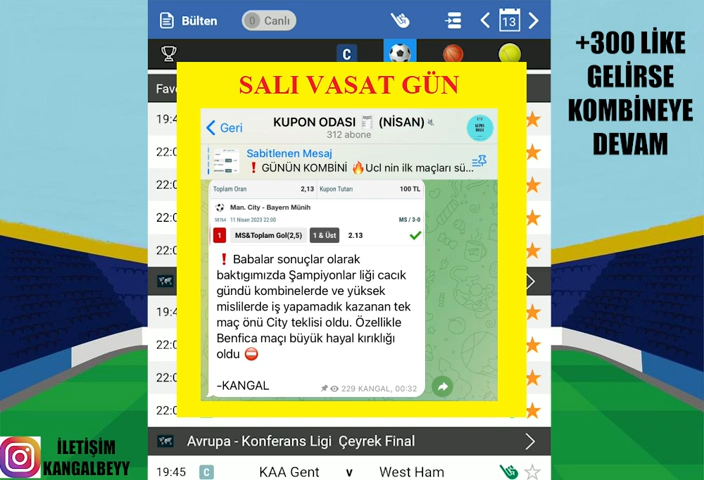 Bülten
0 Canlı
13
C
+300 LİKE
GELİRSE
KOMBİNEYE
DEVAM
SALI VASAT GÜN
Geri
KUPON ODASI (NİSAN)
312 abone
Sabitlenen Mesaj
❗ GÜNÜN KOMBİNİ 🔥Ucl nin ilk maçları sü...
Toplam Oran 2,13 Kupon Tutarı 100 TL
Man. City - Bayern Münih
11 Nisan 2023 22:00 MS / 3-0
1 MS&Toplam Gol(2,5) 1 & Üst 2.13
❗ Babalar sonuçlar olarak
baktıgımızda Şampiyonlar liği cacık
gündü kombinelerde ve yüksek
mislilerde iş yapamadık kazanan tek
maç önü City teklisi oldu. Özellikle
Benfica maçı büyük hayal kırıklığı
oldu ⛔
-KANGAL
229 KANGAL, 00:32
Favo
19:4
22:0
22:0
22:0
22:0
19:4
22:0
22:0
22:0
22:0
Avrupa - Konferans Ligi Çeyrek Final
19:45 C KAA Gent v West Ham
İLETİŞİM
KANGALBEYY